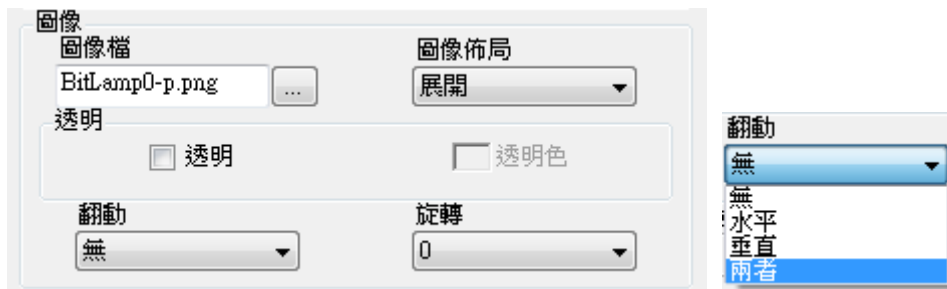 圖像
圖像檔
圖像佈局
BitLamp0-p.png
...
展開
透明
透明
透明色
翻動
旋轉
無
0
翻動
無
無
水平
垂直
兩者